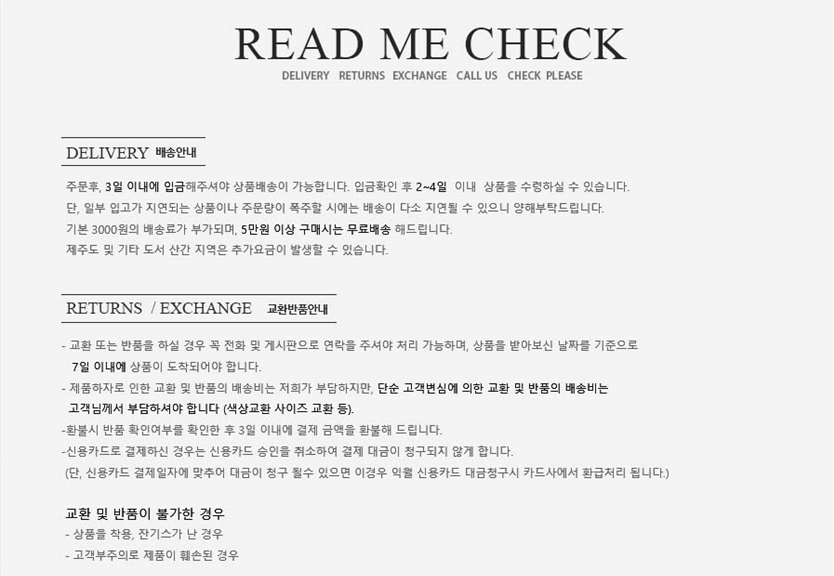 READ ME CHECK
DELIVERY RETURNS EXCHANGE CALL US CHECK PLEASE
DELIVERY 배송안내
주문후, 3일 이내에 입금해주셔야 상품배송이 가능합니다. 입금확인 후 2~4일 이내 상품을 수령하실 수 있습니다.
단, 일부 입고가 지연되는 상품이나 주문량이 폭주할 시에는 배송이 다소 지연될 수 있으니 양해부탁드립니다.
기본 3000원의 배송료가 부가되며, 5만원 이상 구매시는 무료배송 해드립니다.
제주도 및 기타 도서 산간 지역은 추가요금이 발생할 수 있습니다.
RETURNS / EXCHANGE 교환반품안내
- 교환 또는 반품을 하실 경우 꼭 전화 및 게시판으로 연락을 주셔야 처리 가능하며, 상품을 받아보신 날짜를 기준으로
7일 이내에 상품이 도착되어야 합니다.
- 제품하자로 인한 교환 및 반품의 배송비는 저희가 부담하지만, 단순 고객변심에 의한 교환 및 반품의 배송비는
고객님께서 부담하셔야 합니다 (색상교환 사이즈 교환 등).
-환불시 반품 확인여부를 확인한 후 3일 이내에 결제 금액을 환불해 드립니다.
-신용카드로 결제하신 경우는 신용카드 승인을 취소하여 결제 대금이 청구되지 않게 합니다.
(단, 신용카드 결제일자에 맞추어 대금이 청구 될수 있으면 이경우 익월 신용카드 대금청구시 카드사에서 환급처리 됩니다.)
교환 및 반품이 불가한 경우
- 상품을 착용, 잔기스가 난 경우
- 고객부주의로 제품이 훼손된 경우